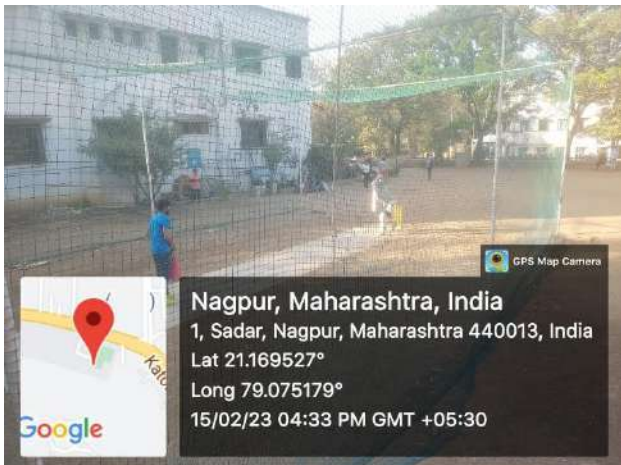 GPS Map Camera
Nagpur, Maharashtra, India
1, Sadar, Nagpur, Maharashtra 440013, India
Lat 21.169527°
Long 79.075179°
15/02/23 04:33 PM GMT +05:30
Google